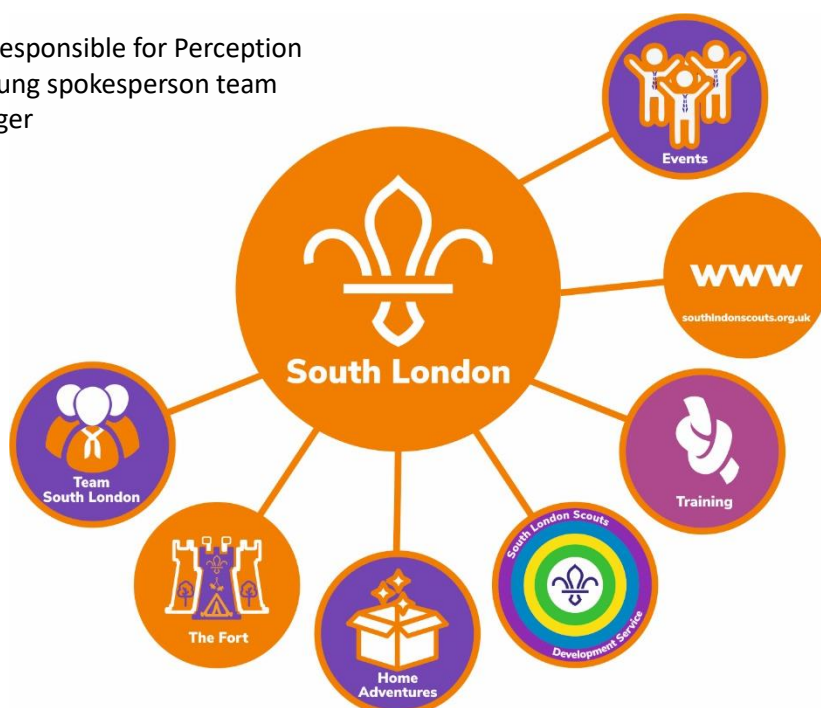 esponsible for Perception
ung spokesperson team
ger
Events
www
southlndonscouts.org.uk
South London
Team
South London
Training
South London Scouts
Development Service
The Fort
Home
Adventures